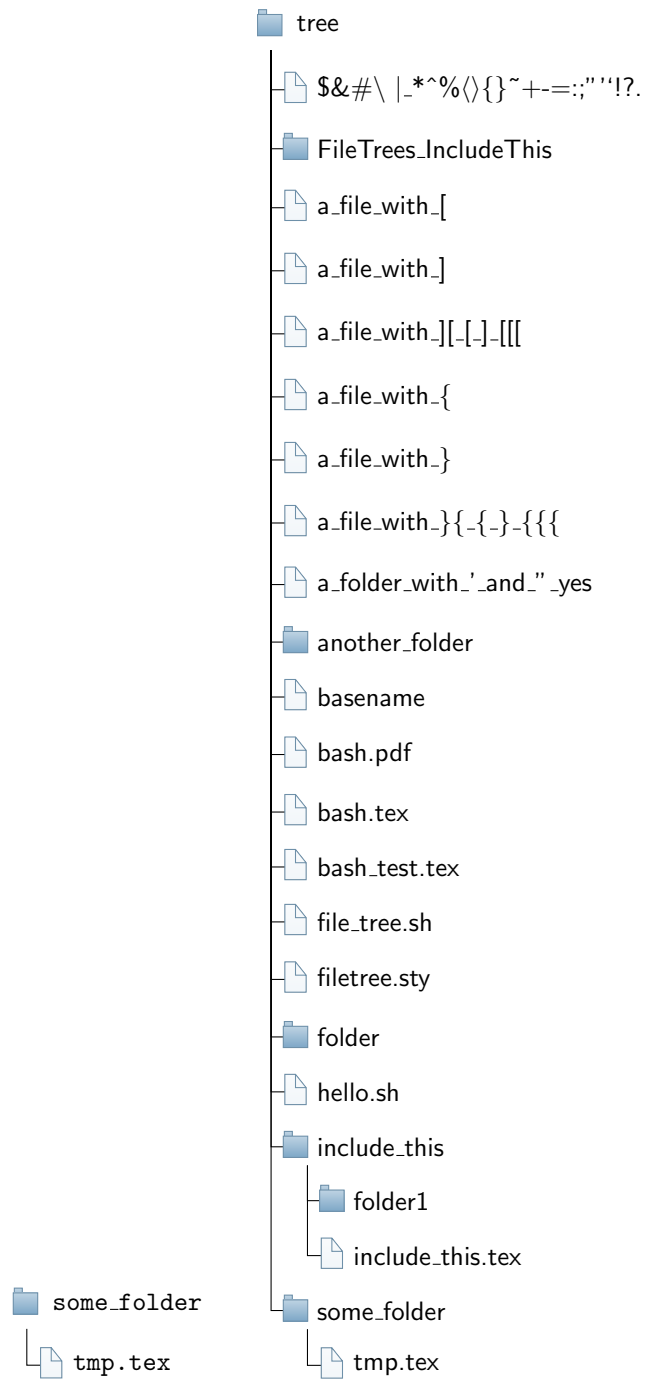 tree
$&#\ |_*^%⟨⟩{}~+-=:;”’‘!?.
FileTrees_IncludeThis
a_file_with_[
a_file_with_]
a_file_with_][_[_]_[[[
a_file_with_{
a_file_with_}
a_file_with_}{_{_}_{{{
a_folder_with_’_and_”_yes
another_folder
basename
bash.pdf
bash.tex
bash_test.tex
file_tree.sh
filetree.sty
folder
hello.sh
include_this
folder1
include_this.tex
some_folder
tmp.tex
some_folder
tmp.tex